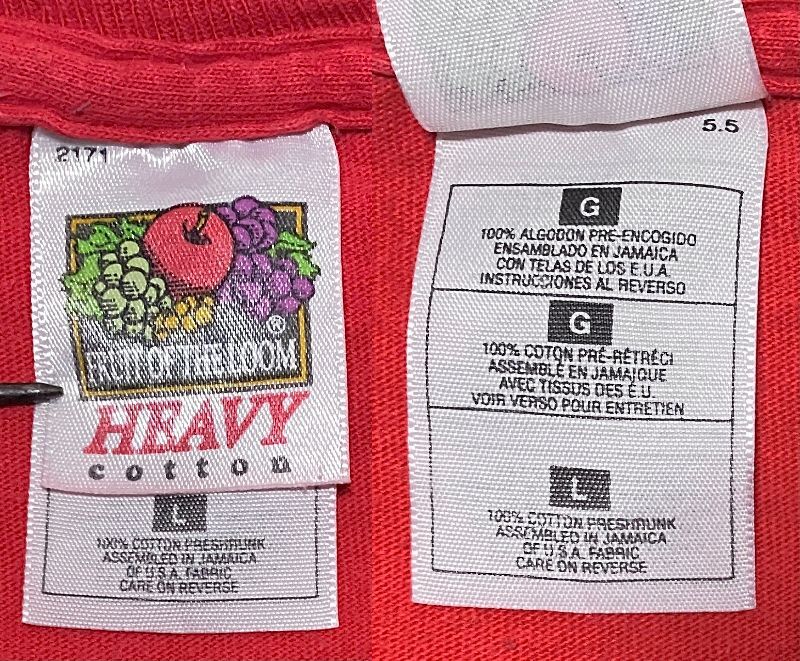 2171
®
FRUIT OF THE LOOM
HEAVY
cotton
L
100% COTTON PRESHRUNK
ASSEMBLED IN JAMAICA
OF U.S.A. FABRIC
CARE ON REVERSE
5.5
G
100% ALGODON PRE-ENCOGIDO
ENSAMBLADO EN JAMAICA
CON TELAS DE LOS E.U.A.
INSTRUCCIONES AL REVERSO
G
100% COTON PRÉ-RÉTRÉCI
ASSEMBLÉ EN JAMAIQUE
AVEC TISSUS DES É.U.
VOIR VERSO POUR ENTRETIEN
L
100% COTTON PRESHRUNK
ASSEMBLED IN JAMAICA
OF U.S.A. FABRIC
CARE ON REVERSE